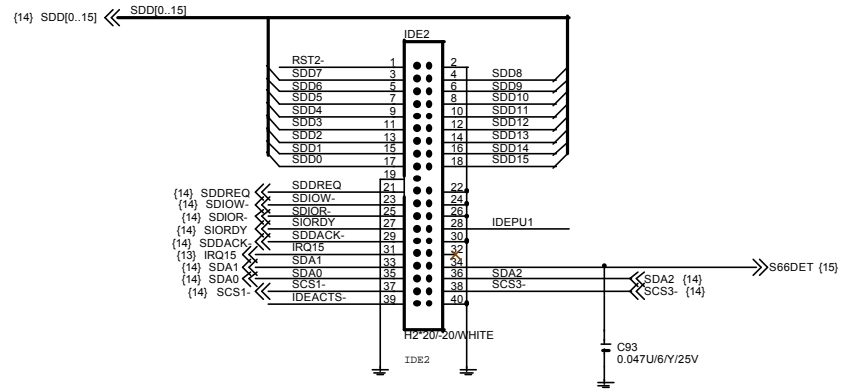 {14} SDD[0..15] SDD[0..15]
IDE2
RST2- 1 2
SDD7 3 4 SDD8
SDD6 5 6 SDD9
SDD5 7 8 SDD10
SDD4 9 10 SDD11
SDD3 11 12 SDD12
SDD2 13 14 SDD13
SDD1 15 16 SDD14
SDD0 17 18 SDD15
19
{14} SDDREQ SDDREQ 21 22
{14} SDIOW- SDIOW- 23 24
{14} SDIOR- SDIOR- 25 26
{14} SIORDY SIORDY 27 28 IDEPU1
{14} SDDACK- SDDACK- 29 30
{13} IRQ15 IRQ15 31 32
{14} SDA1 SDA1 33 34 S66DET {15}
{14} SDA0 SDA0 35 36 SDA2 SDA2 {14}
{14} SCS1- SCS1- 37 38 SCS3- SCS3- {14}
IDEACTS- 39 40
H2*20/-20/WHITE
IDE2
C93
0.047U/6/Y/25V